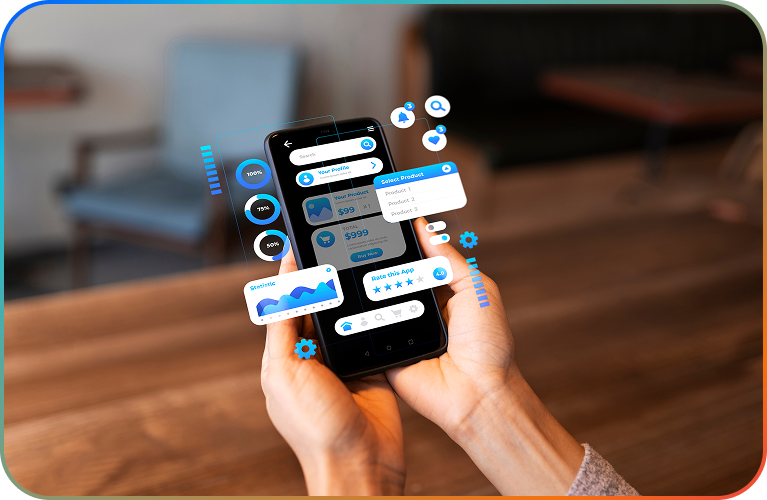 3
3
100%
Search
Your Profile
Select Product
Product 1
Product 2
Product 3
75%
Your Product
$99
TOTAL
$999
50%
Buy Now
Statistic
Rate this App
4.0